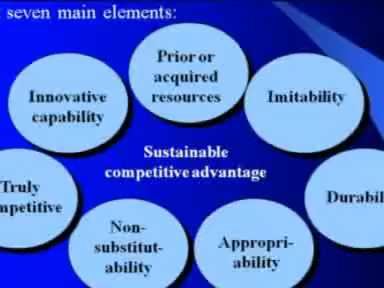 seven main elements:
Prior or
acquired
resources
Innovative
capability
Imitability
Sustainable
competitive advantage
Truly
mpetitive
Durabil
Non-
substitut-
ability
Appropri-
ability